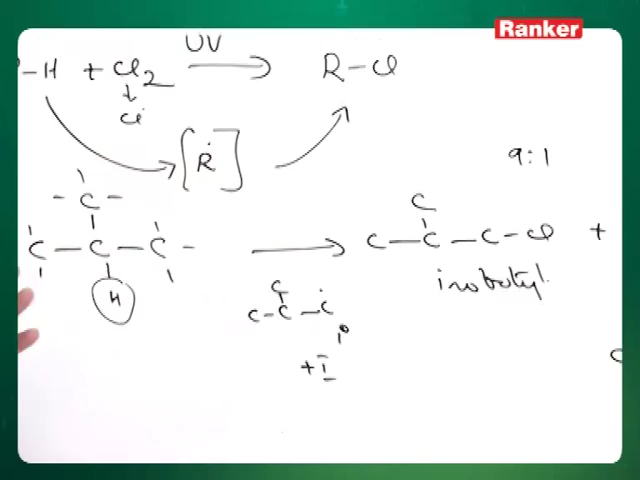 Ranker
UV
-H + Cl2 → R-Cl
Cl
[Ṙ]
9:1
- C -
C
C - C - C -
→
C - C - C - Cl +
H
isobutyl
C
C - C - Ċ
1°
+I
C